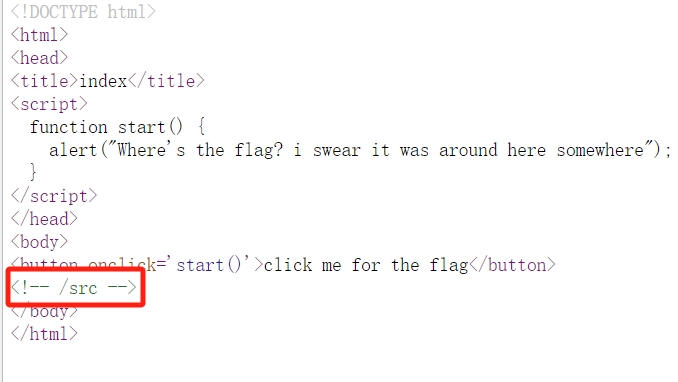 <!DOCTYPE html>
<html>
<head>
<title>index</title>
<script>
function start() {
alert("Where's the flag? i swear it was around here somewhere");
}
</script>
</head>
<body>
<button onclick='start()'>click me for the flag</button>
<!-- /src -->
</body>
</html>